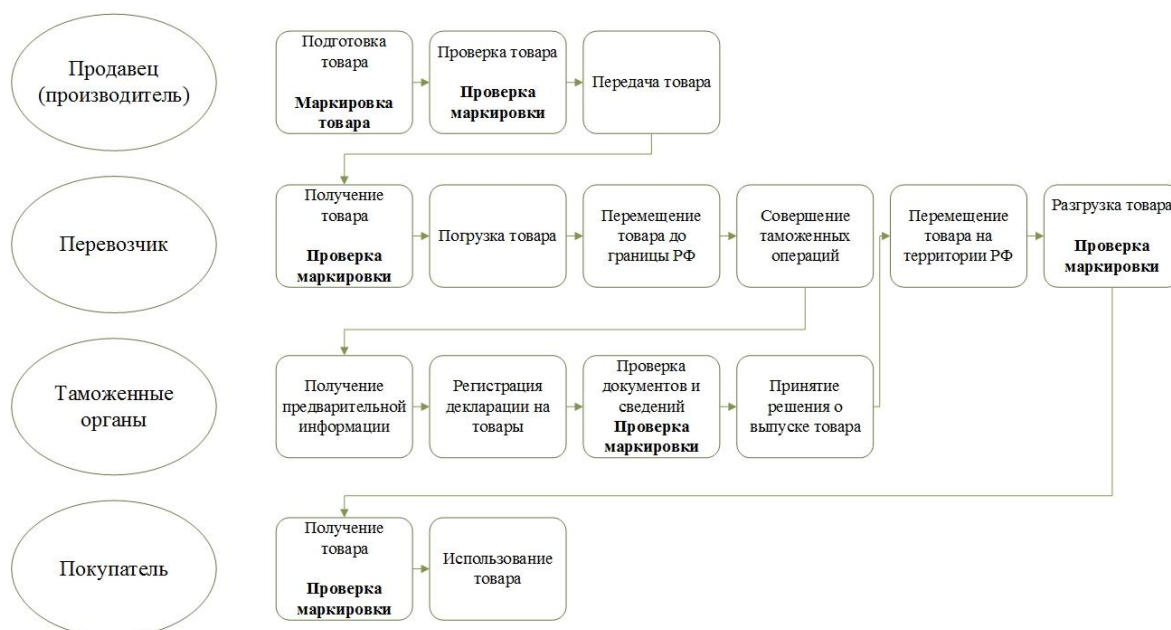 Продавец
(производитель)
Подготовка
товара
Маркировка
товара
Проверка товара
Проверка
маркировки
Передача товара
Перевозчик
Получение
товара
Проверка
маркировки
Погрузка товара
Перемещение
товара до
границы РФ
Совершение
таможенных
операций
Перемещение
товара на
территории РФ
Разгрузка товара
Проверка
маркировки
Таможенные
органы
Получение
предварительной
информации
Регистрация
декларации на
товары
Проверка
документов и
сведений
Проверка
маркировки
Принятие
решения о
выпуске товара
Покупатель
Получение
товара
Проверка
маркировки
Использование
товара